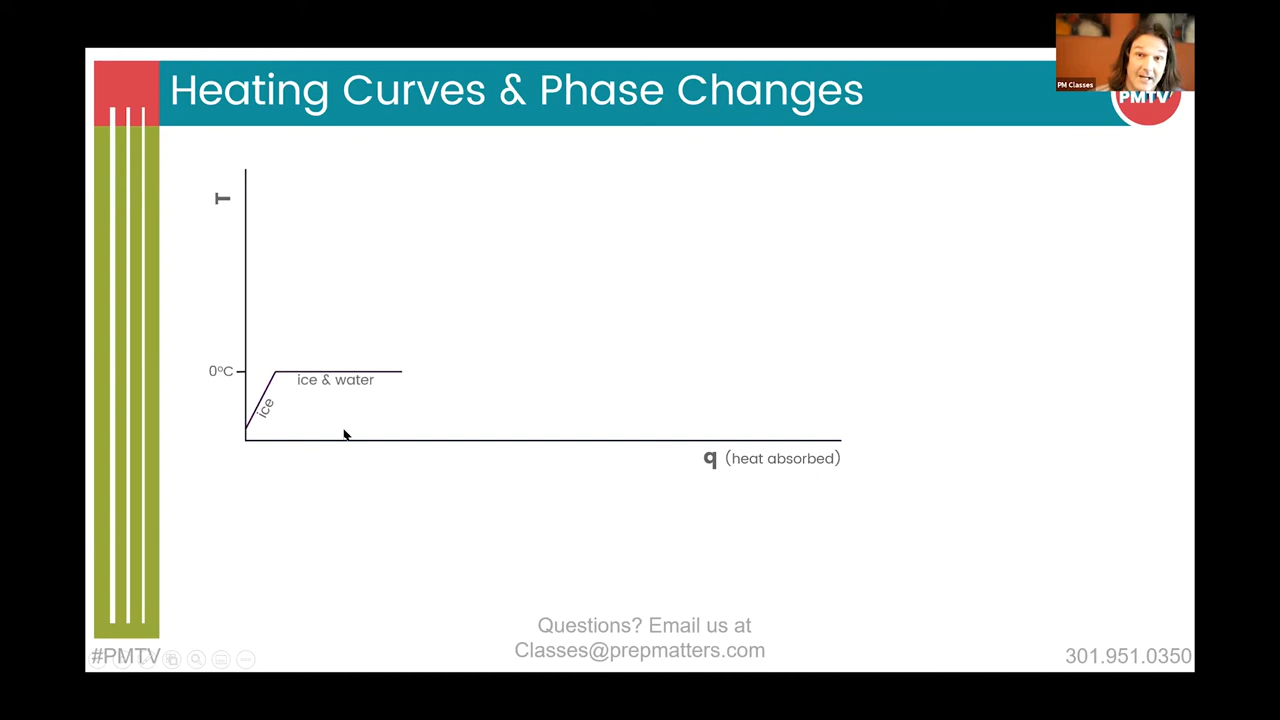 Heating Curves & Phase Changes
PM Classes
PMTV
T
0°C
ice & water
ice
q (heat absorbed)
Questions? Email us at
Classes@prepmatters.com
#PMTV
301.951.0350